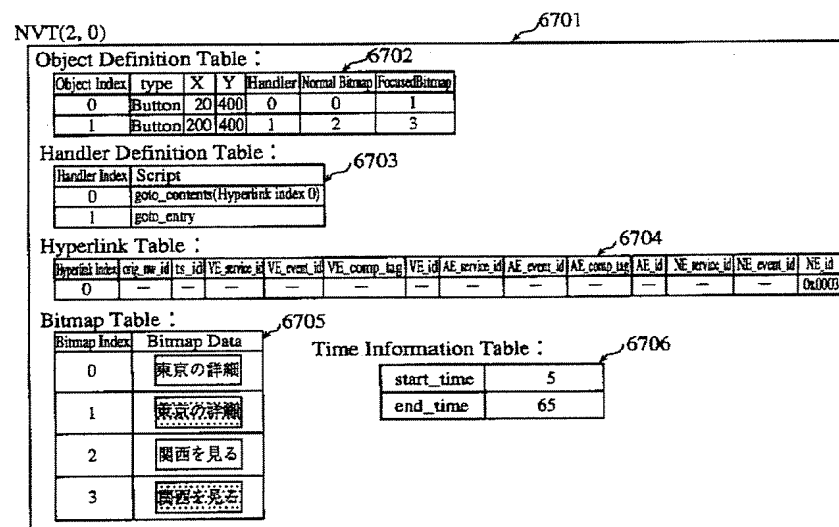 NVT(2, 0)
6701
Object Definition Table :
6702
Object Index type X Y Handler Normal Bitmap FocusedBitmap
0 Button 20 400 0 0 1
1 Button 200 400 1 2 3
Handler Definition Table :
6703
Handler Index Script
0 goto_contents(Hyperlink index 0)
1 goto_entry
Hyperlink Table :
6704
Hyperlink Index orig_nw_id ts_id VE_service_id VE_event_id VE_comp_tag VE_id AE_service_id AE_event_id AE_comp_tag AE_id NE_service_id NE_event_id NE_id
0 — — — — — — — — — — — — 0x0003
Bitmap Table :
6705
Bitmap Index Bitmap Data
0 東京の詳細
1 東京の詳細
2 関西を見る
3 関西を見る
Time Information Table :
6706
start_time 5
end_time 65